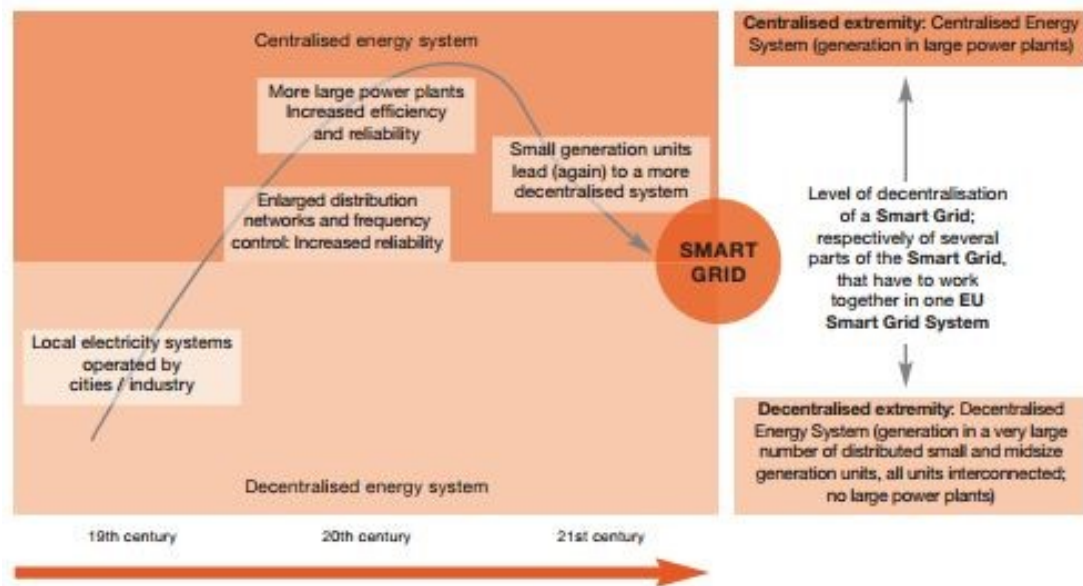 Centralised energy system
More large power plants
Increased efficiency
and reliability
Small generation units
lead (again) to a more
decentralised system
Enlarged distribution
networks and frequency
control: Increased reliability
SMART
GRID
Local electricity systems
operated by
cities / industry
Decentralised energy system
19th century
20th century
21st century
Centralised extremity: Centralised Energy
System (generation in large power plants)
Level of decentralisation
of a Smart Grid;
respectively of several
parts of the Smart Grid,
that have to work
together in one EU
Smart Grid System
Decentralised extremity: Decentralised
Energy System (generation in a very large
number of distributed small and midsize
generation units, all units interconnected;
no large power plants)